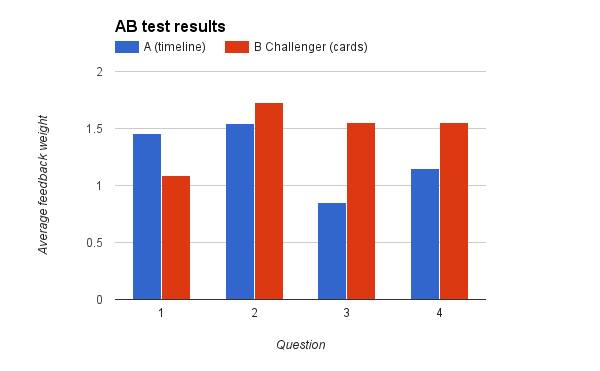 AB test results
A (timeline) B Challenger (cards)
2
1.5
1
0.5
0
Average feedback weight
1 2 3 4
Question